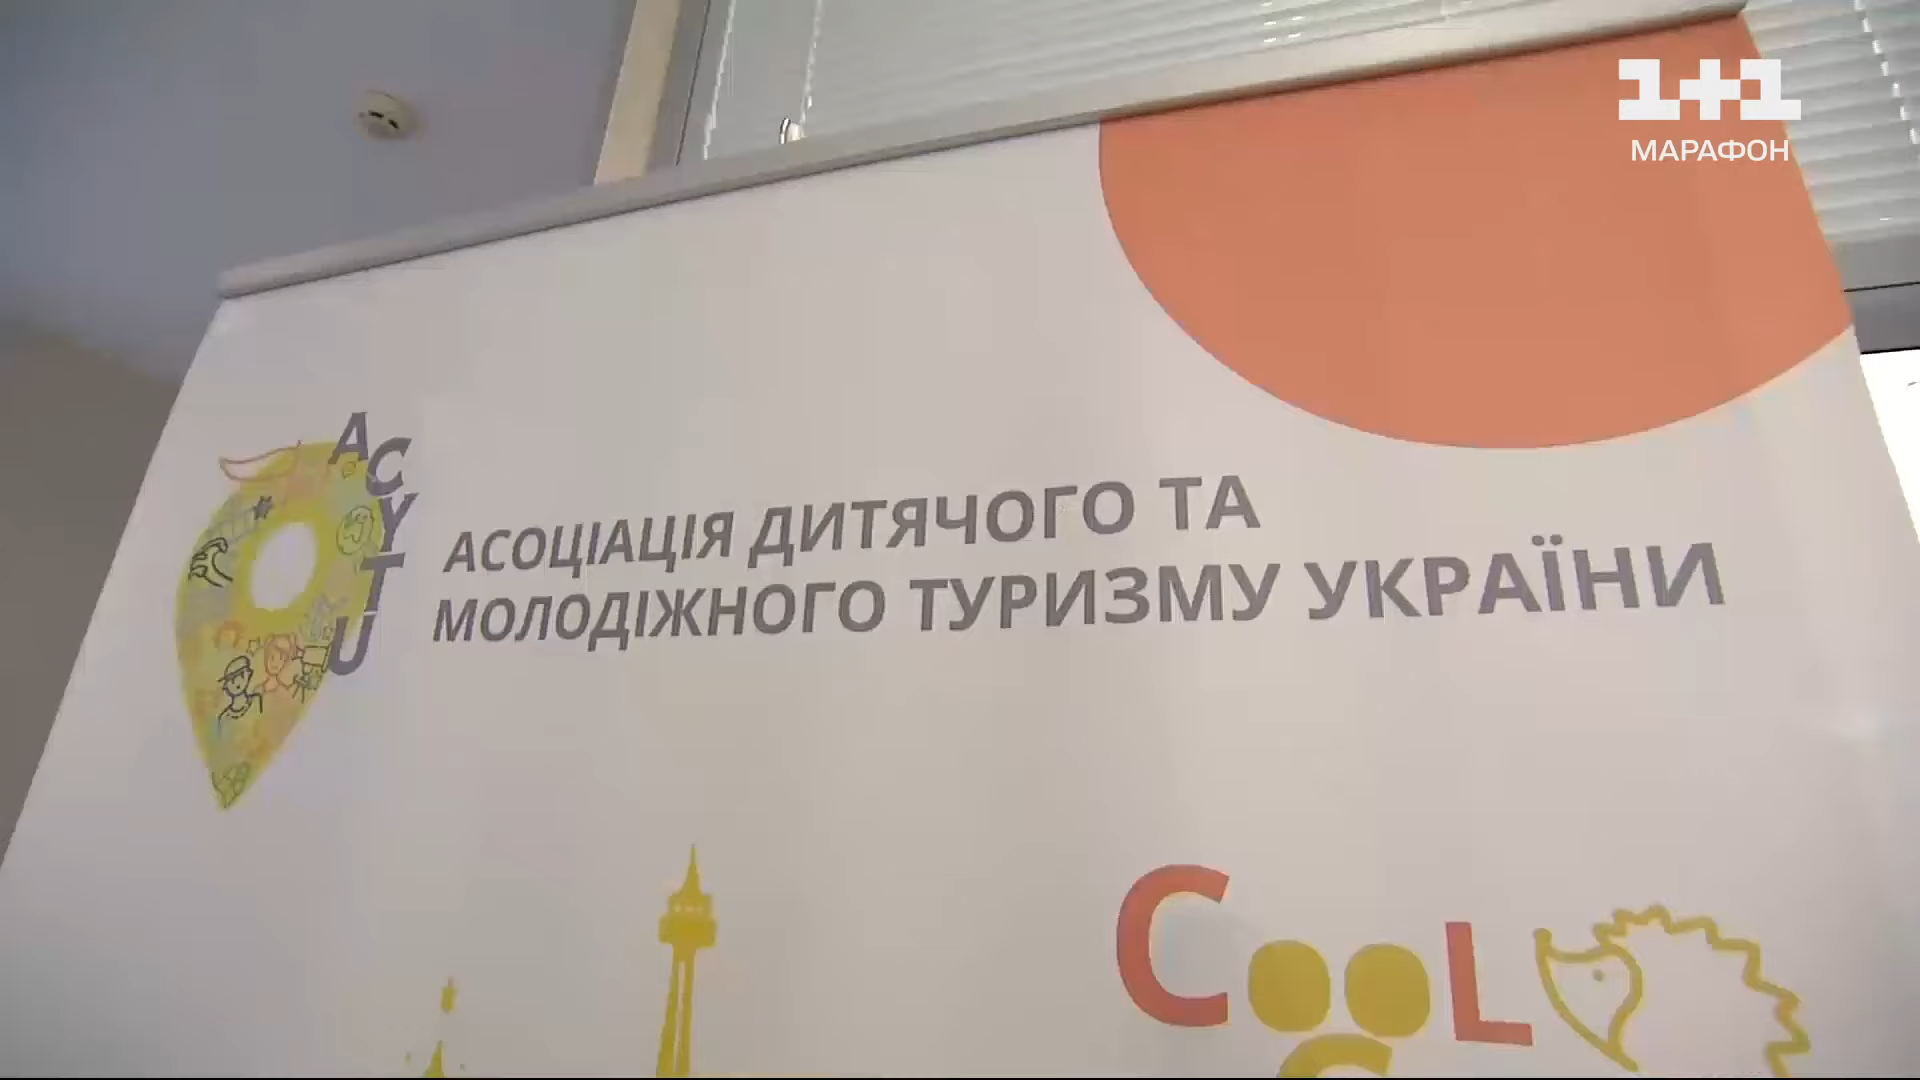 1+1
МАРАФОН
ACYTU
АСОЦІАЦІЯ ДИТЯЧОГО ТА
МОЛОДІЖНОГО ТУРИЗМУ УКРАЇНИ
COOL